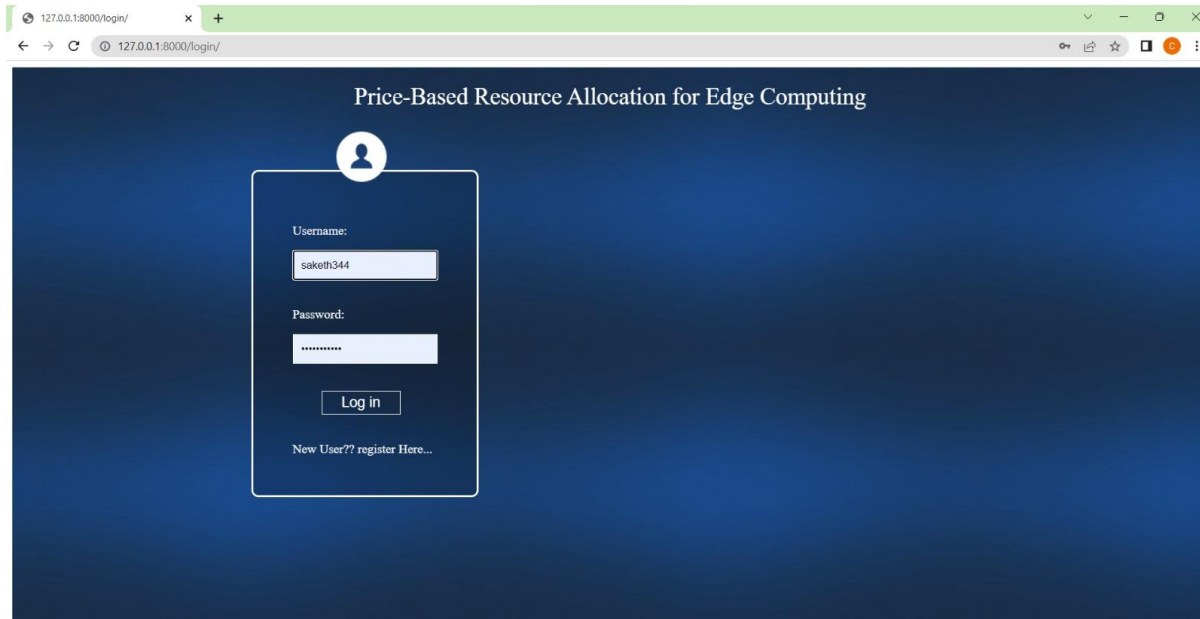 127.0.0.1:8000/login/
127.0.0.1:8000/login/
C
Price-Based Resource Allocation for Edge Computing
Username:
saketh344
Password:
•••••••••••
Log in
New User?? register Here...